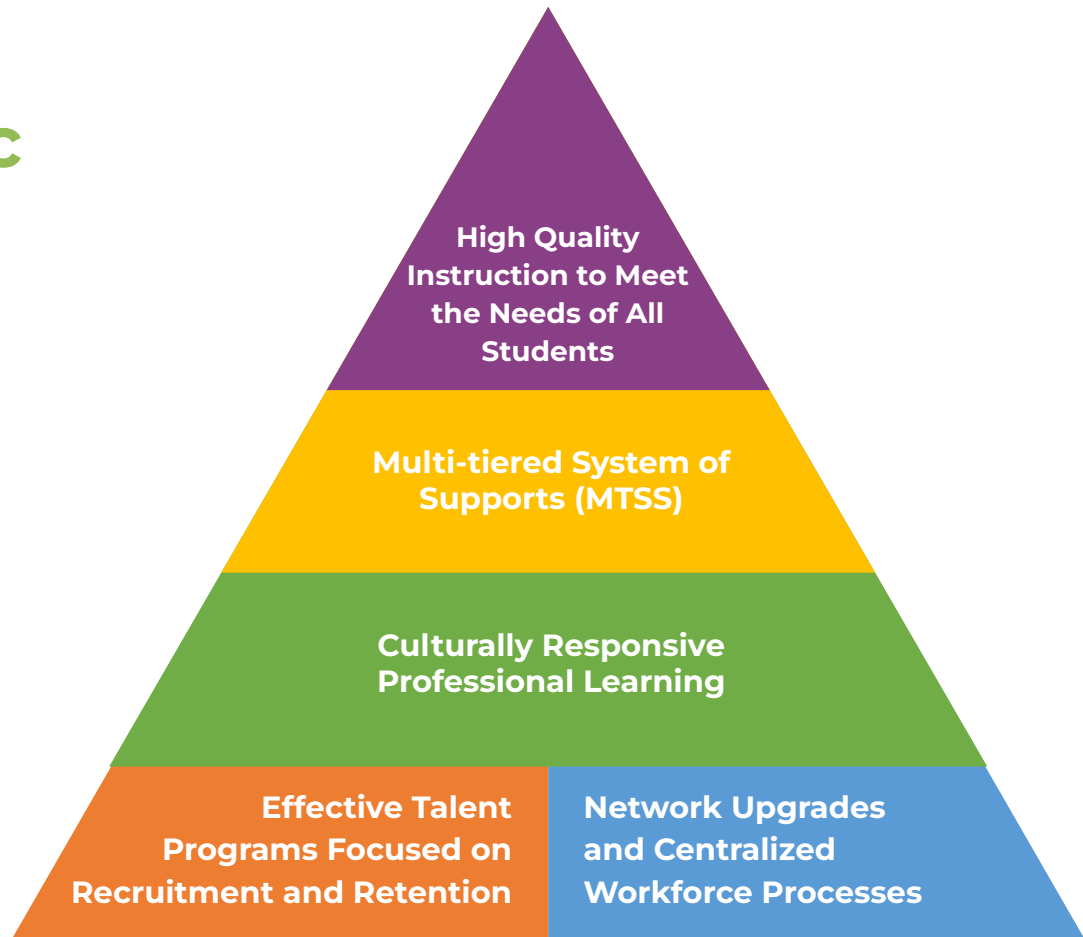 c
High Quality
Instruction to Meet
the Needs of All
Students
Multi-tiered System of
Supports (MTSS)
Culturally Responsive
Professional Learning
Effective Talent
Programs Focused on
Recruitment and Retention
Network Upgrades
and Centralized
Workforce Processes